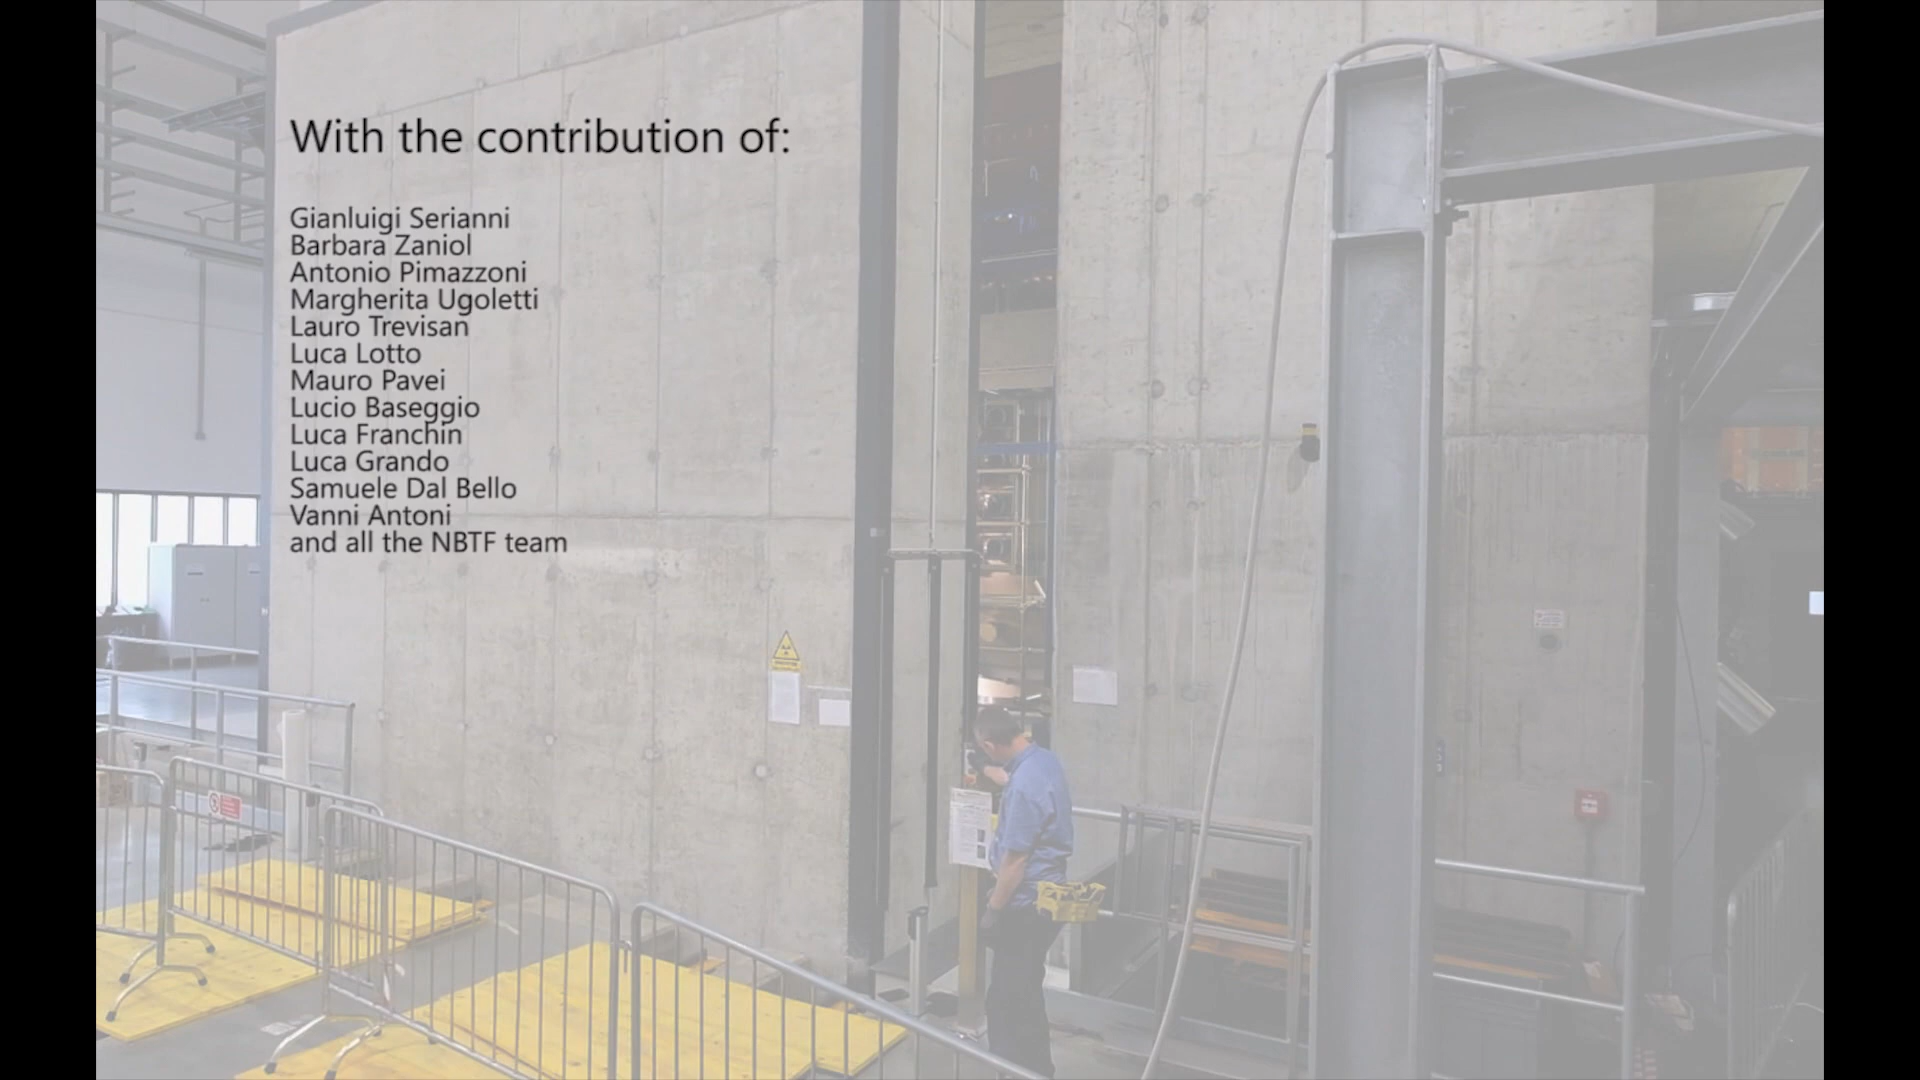 With the contribution of:
Gianluigi Serianni
Barbara Zaniol
Antonio Pimazzoni
Margherita Ugoletti
Lauro Trevisan
Luca Lotto
Mauro Pavei
Lucio Baseggio
Luca Franchin
Luca Grando
Samuele Dal Bello
Vanni Antoni
and all the NBTF team